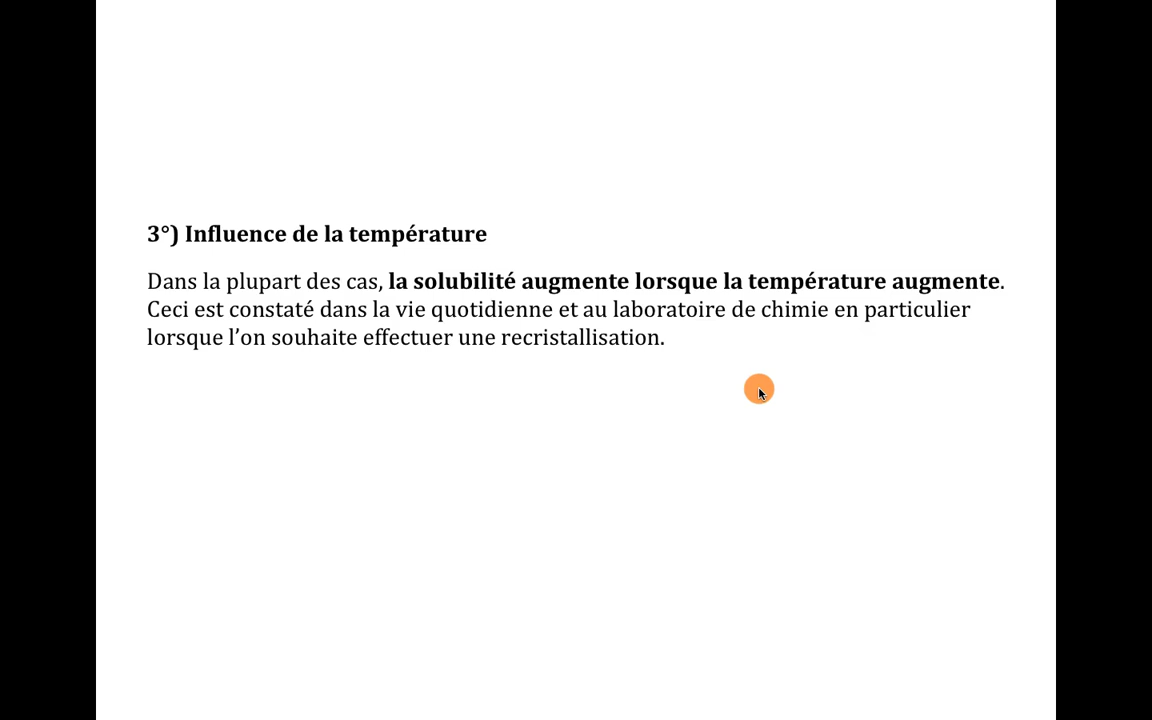 3°) Influence de la température
Dans la plupart des cas, la solubilité augmente lorsque la température augmente.
Ceci est constaté dans la vie quotidienne et au laboratoire de chimie en particulier
lorsque l’on souhaite effectuer une recristallisation.